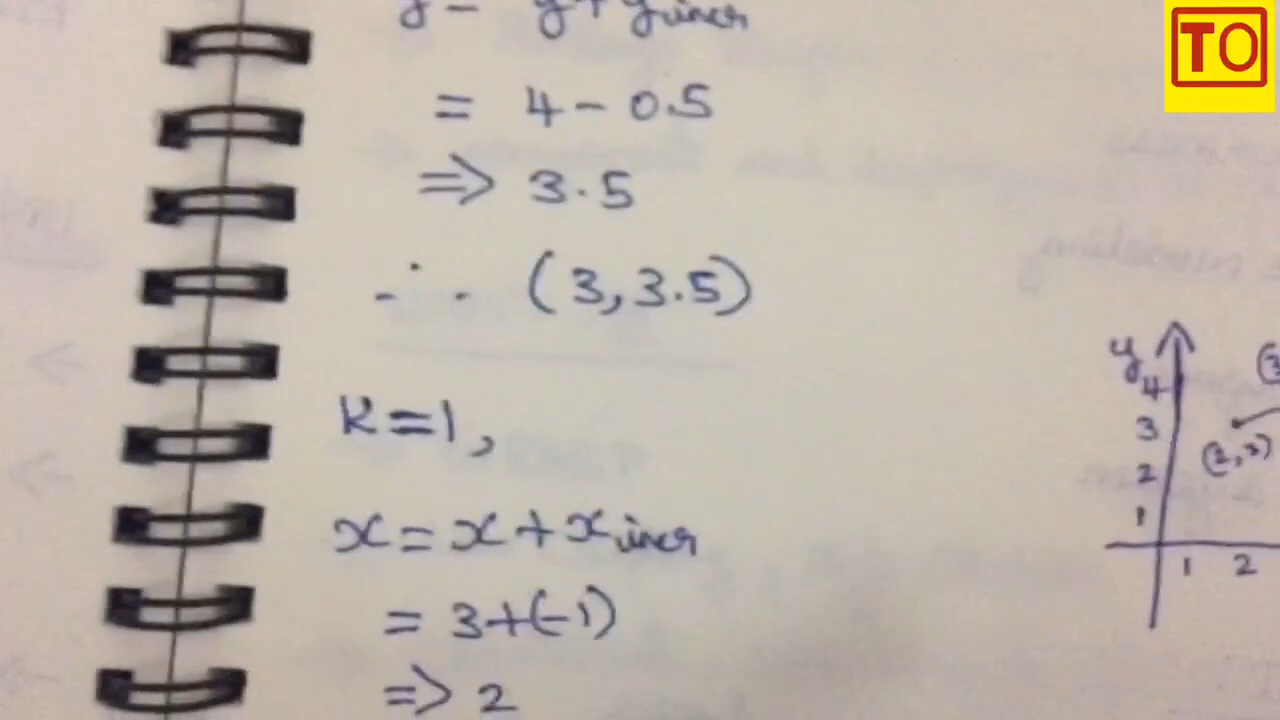 y = y + y incr
= 4 - 0.5
=> 3.5
∴ (3, 3.5)
K = 1,
x = x + x incr
= 3 + (-1)
=> 2
TO
y
4
3
2
1
(2, 3)
1 2